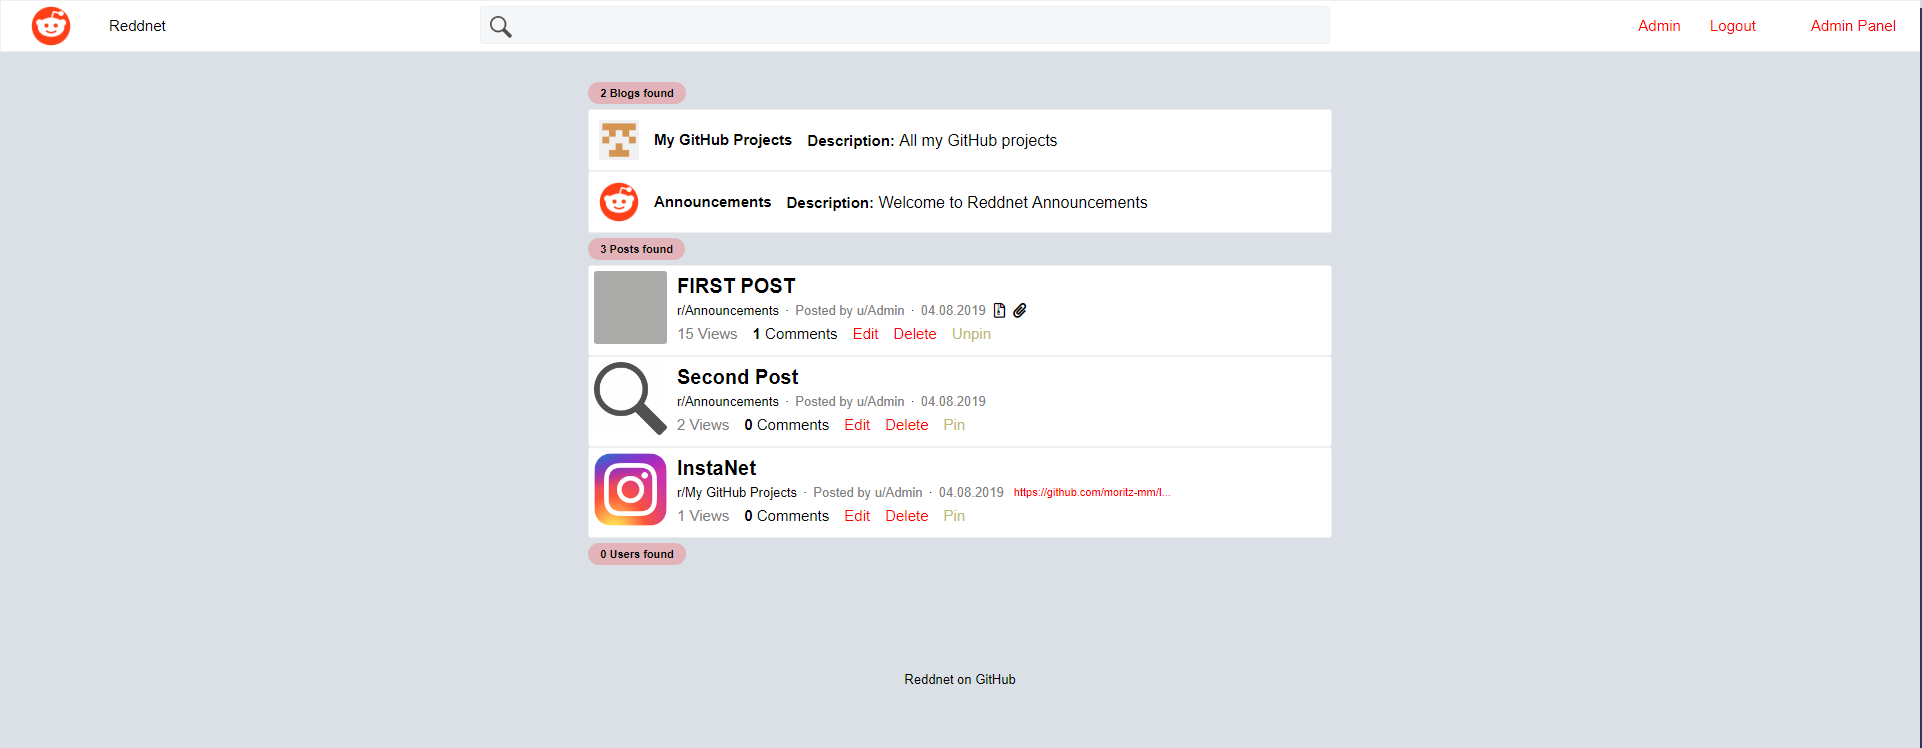 Reddnet Admin Logout Admin Panel
2 Blogs found
My GitHub Projects Description: All my GitHub projects
Announcements Description: Welcome to Reddnet Announcements
3 Posts found
FIRST POST
r/Announcements · Posted by u/Admin · 04.08.2019
15 Views 1 Comments Edit Delete Unpin
Second Post
r/Announcements · Posted by u/Admin · 04.08.2019
2 Views 0 Comments Edit Delete Pin
InstaNet
r/My GitHub Projects · Posted by u/Admin · 04.08.2019 https://github.com/moritz-mm/I...
1 Views 0 Comments Edit Delete Pin
0 Users found
Reddnet on GitHub